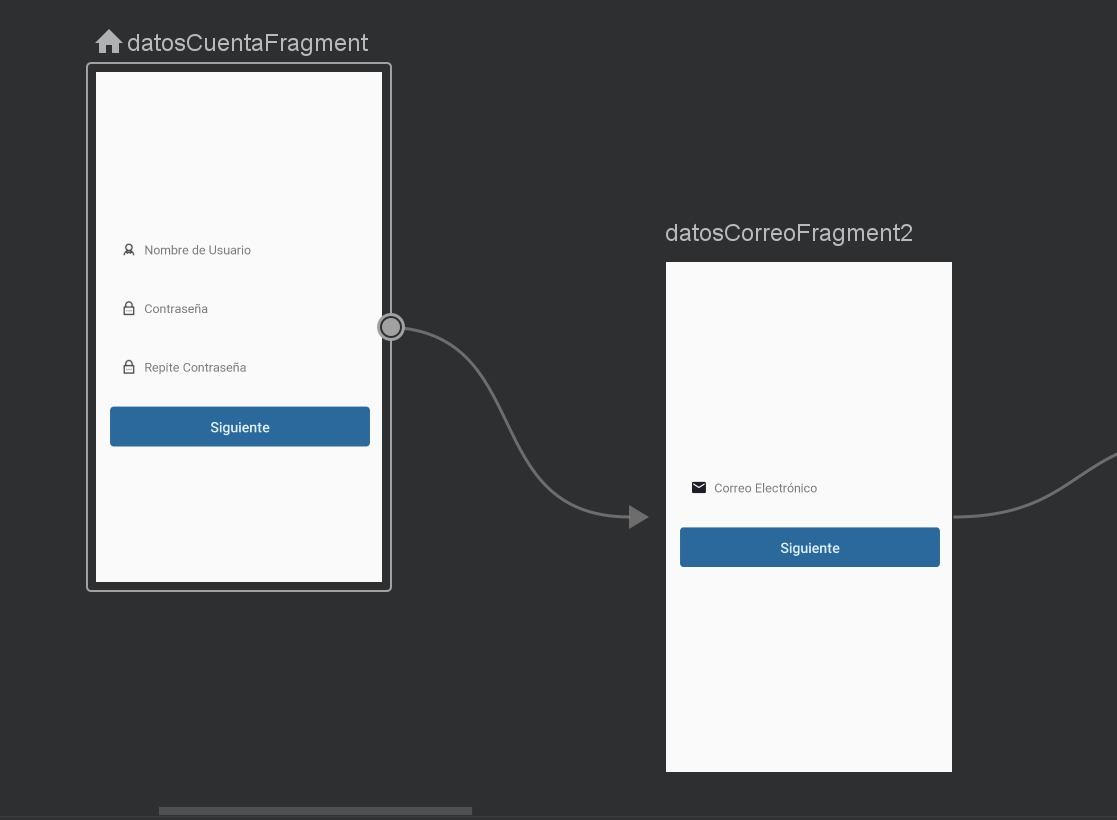 datosCuentaFragment
Nombre de Usuario
Contraseña
Repite Contraseña
Siguiente
datosCorreoFragment2
Correo Electrónico
Siguiente